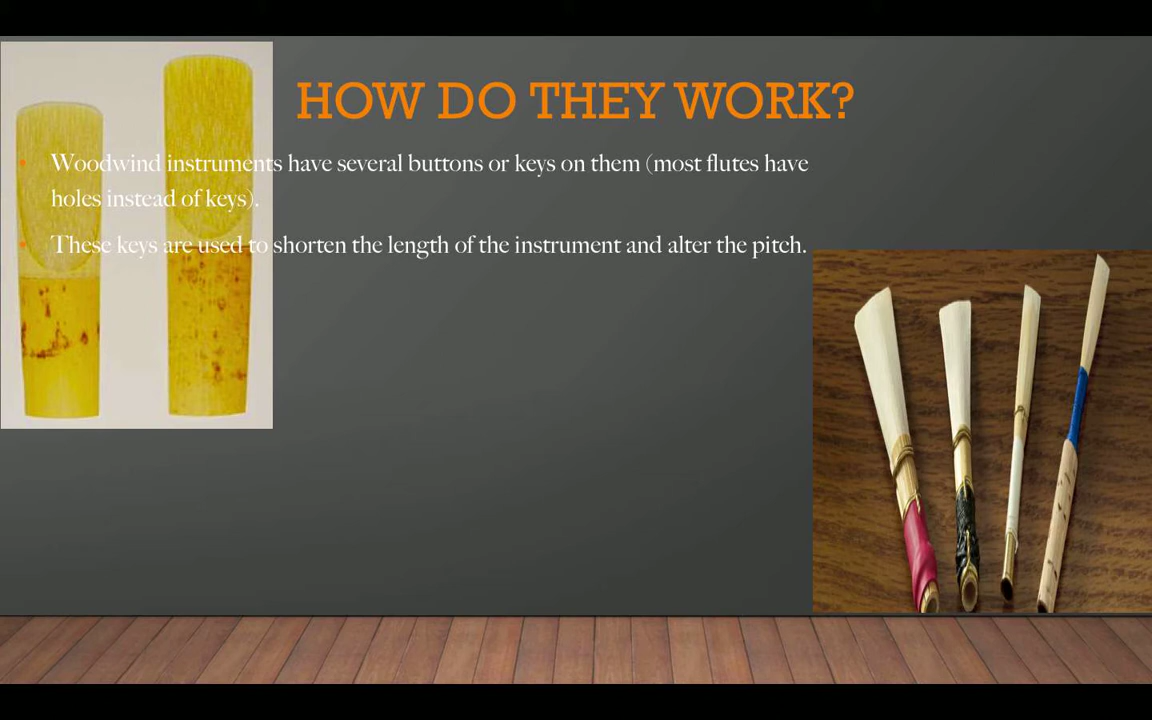 HOW DO THEY WORK?
• Woodwind instruments have several buttons or keys on them (most flutes have
holes instead of keys).
• These keys are used to shorten the length of the instrument and alter the pitch.